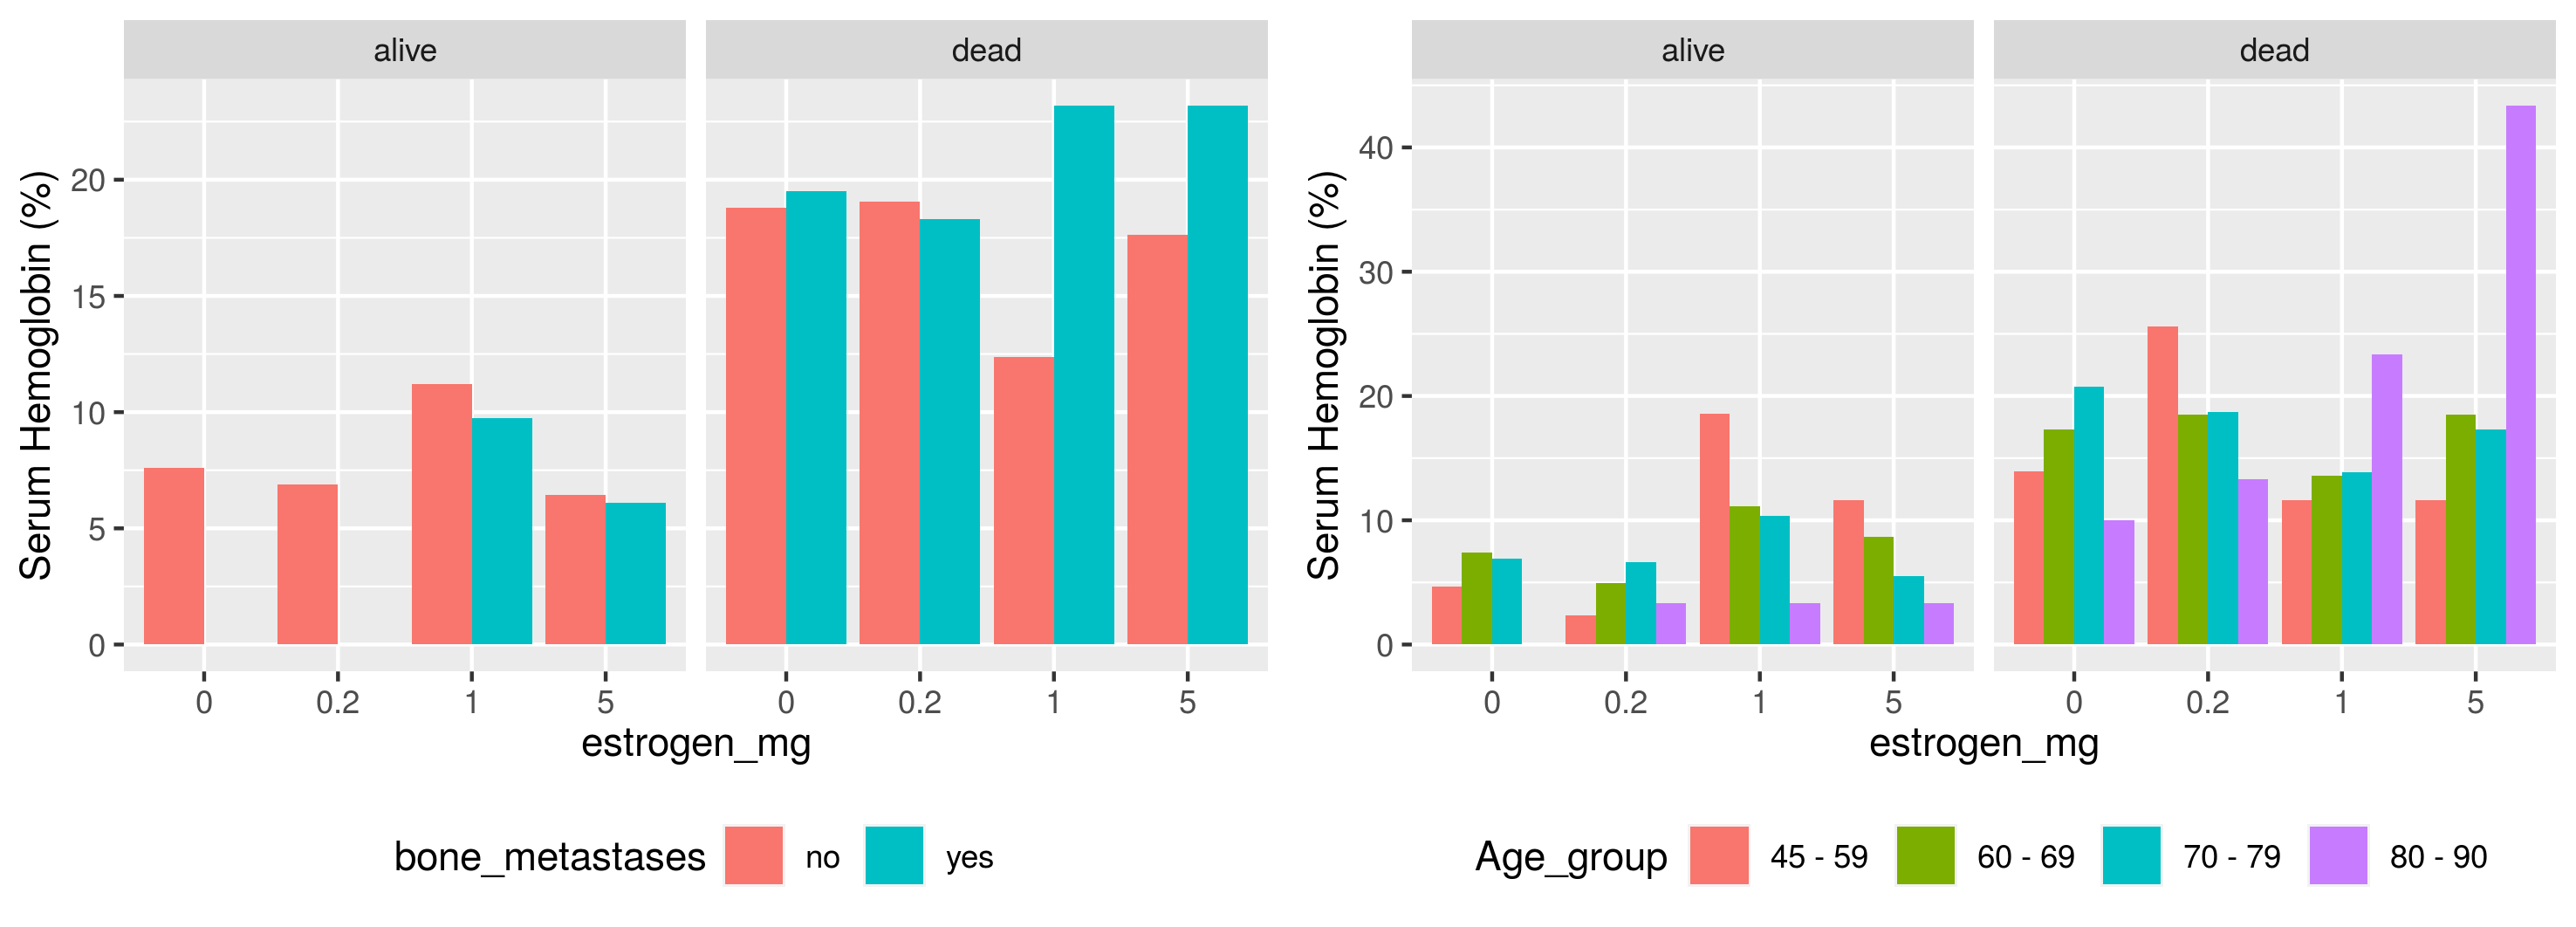 alive dead
Serum Hemoglobin (%)
20
15
10
5
0
0 0.2 1 5 0 0.2 1 5
estrogen_mg
bone_metastases no yes
alive dead
Serum Hemoglobin (%)
40
30
20
10
0
0 0.2 1 5 0 0.2 1 5
estrogen_mg
Age_group 45 - 59 60 - 69 70 - 79 80 - 90